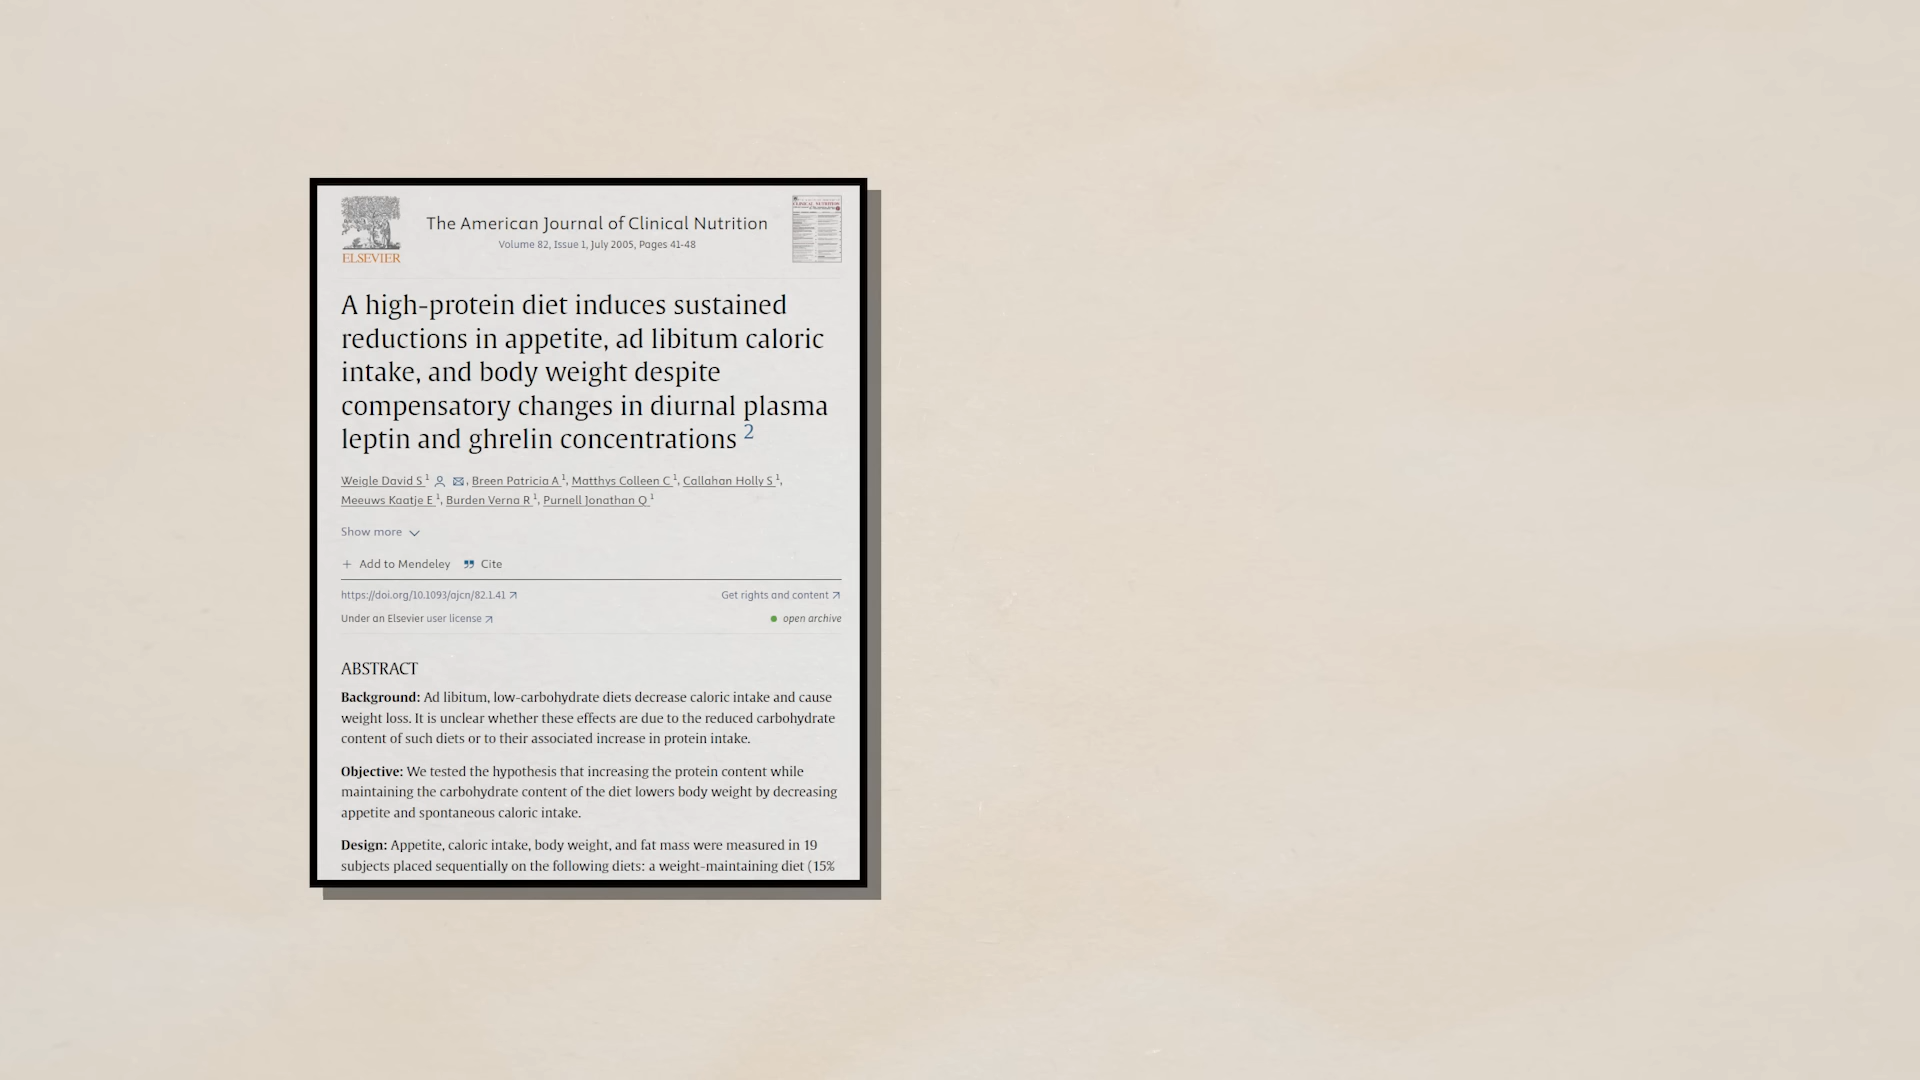 The American Journal of Clinical Nutrition
Volume 82, Issue 1, July 2005, Pages 41-48
ELSEVIER
A high-protein diet induces sustained
reductions in appetite, ad libitum caloric
intake, and body weight despite
compensatory changes in diurnal plasma
leptin and ghrelin concentrations 2
Weigle David S 1, Breen Patricia A 1, Matthys Colleen C 1, Callahan Holly S 1,
Meeuws Kaatje E 1, Burden Verna R 1, Purnell Jonathan Q 1
Show more
+ Add to Mendeley Cite
https://doi.org/10.1093/ajcn/82.1.41 Get rights and content
Under an Elsevier user license open archive
ABSTRACT
Background: Ad libitum, low-carbohydrate diets decrease caloric intake and cause
weight loss. It is unclear whether these effects are due to the reduced carbohydrate
content of such diets or to their associated increase in protein intake.
Objective: We tested the hypothesis that increasing the protein content while
maintaining the carbohydrate content of the diet lowers body weight by decreasing
appetite and spontaneous caloric intake.
Design: Appetite, caloric intake, body weight, and fat mass were measured in 19
subjects placed sequentially on the following diets: a weight-maintaining diet (15%